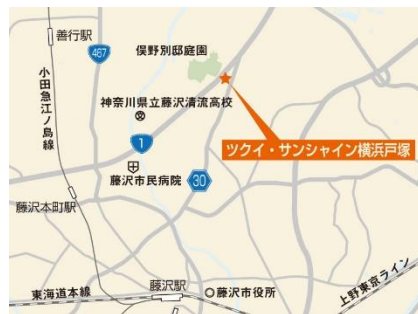 善行駅
467
俣野別邸庭園
小田急江ノ島線
神奈川県立藤沢清流高校
1
ツクイ・サンシャイン横浜戸塚
藤沢市民病院
30
藤沢本町駅
藤沢駅
東海道本線
藤沢市役所
上野東京ライン